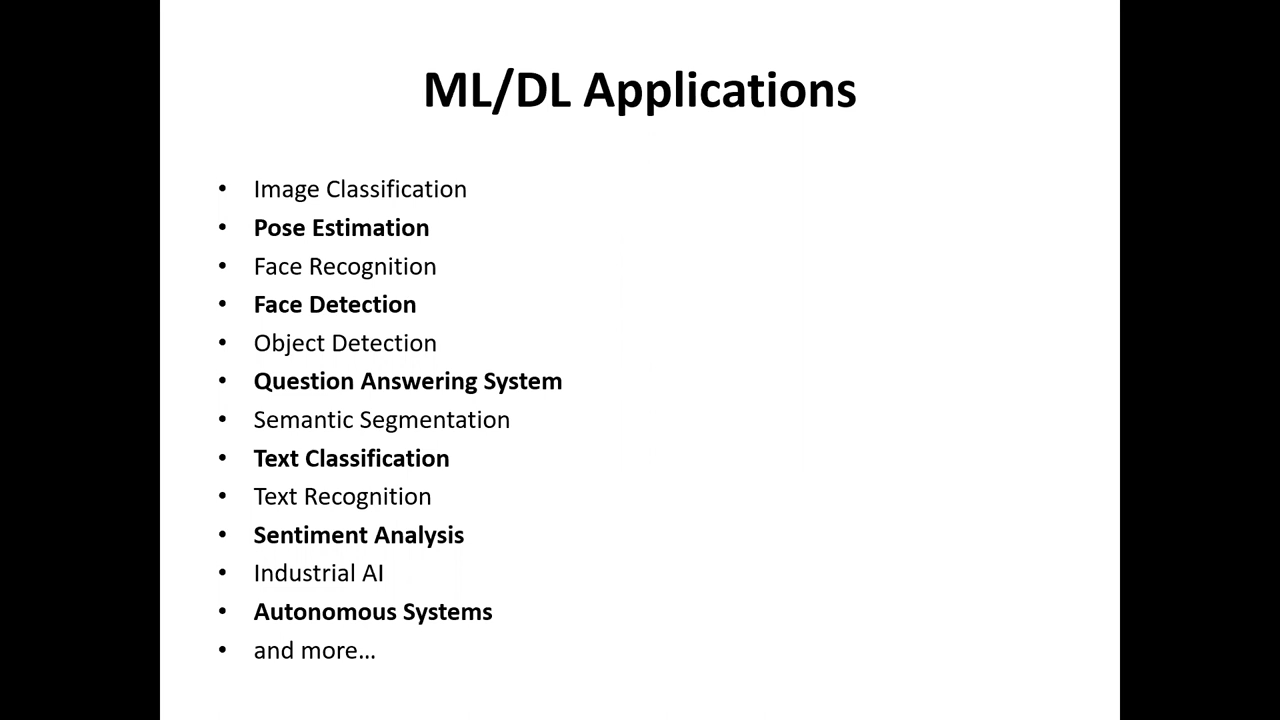 ML/DL Applications
• Image Classification
• Pose Estimation
• Face Recognition
• Face Detection
• Object Detection
• Question Answering System
• Semantic Segmentation
• Text Classification
• Text Recognition
• Sentiment Analysis
• Industrial AI
• Autonomous Systems
• and more...